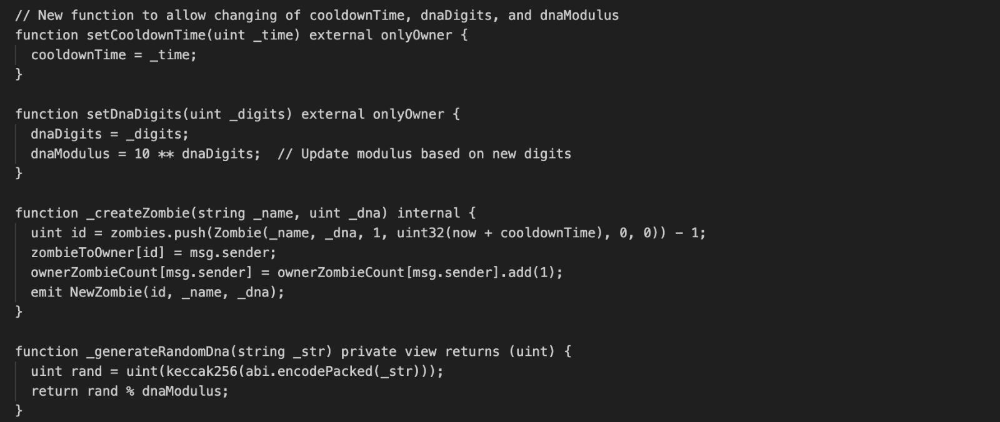 // New function to allow changing of cooldownTime, dnaDigits, and dnaModulus
function setCooldownTime(uint _time) external onlyOwner {
  cooldownTime = _time;
}

function setDnaDigits(uint _digits) external onlyOwner {
  dnaDigits = _digits;
  dnaModulus = 10 ** dnaDigits;  // Update modulus based on new digits
}

function _createZombie(string _name, uint _dna) internal {
  uint id = zombies.push(Zombie(_name, _dna, 1, uint32(now + cooldownTime), 0, 0)) - 1;
  zombieToOwner[id] = msg.sender;
  ownerZombieCount[msg.sender] = ownerZombieCount[msg.sender].add(1);
  emit NewZombie(id, _name, _dna);
}

function _generateRandomDna(string _str) private view returns (uint) {
  uint rand = uint(keccak256(abi.encodePacked(_str)));
  return rand % dnaModulus;
}